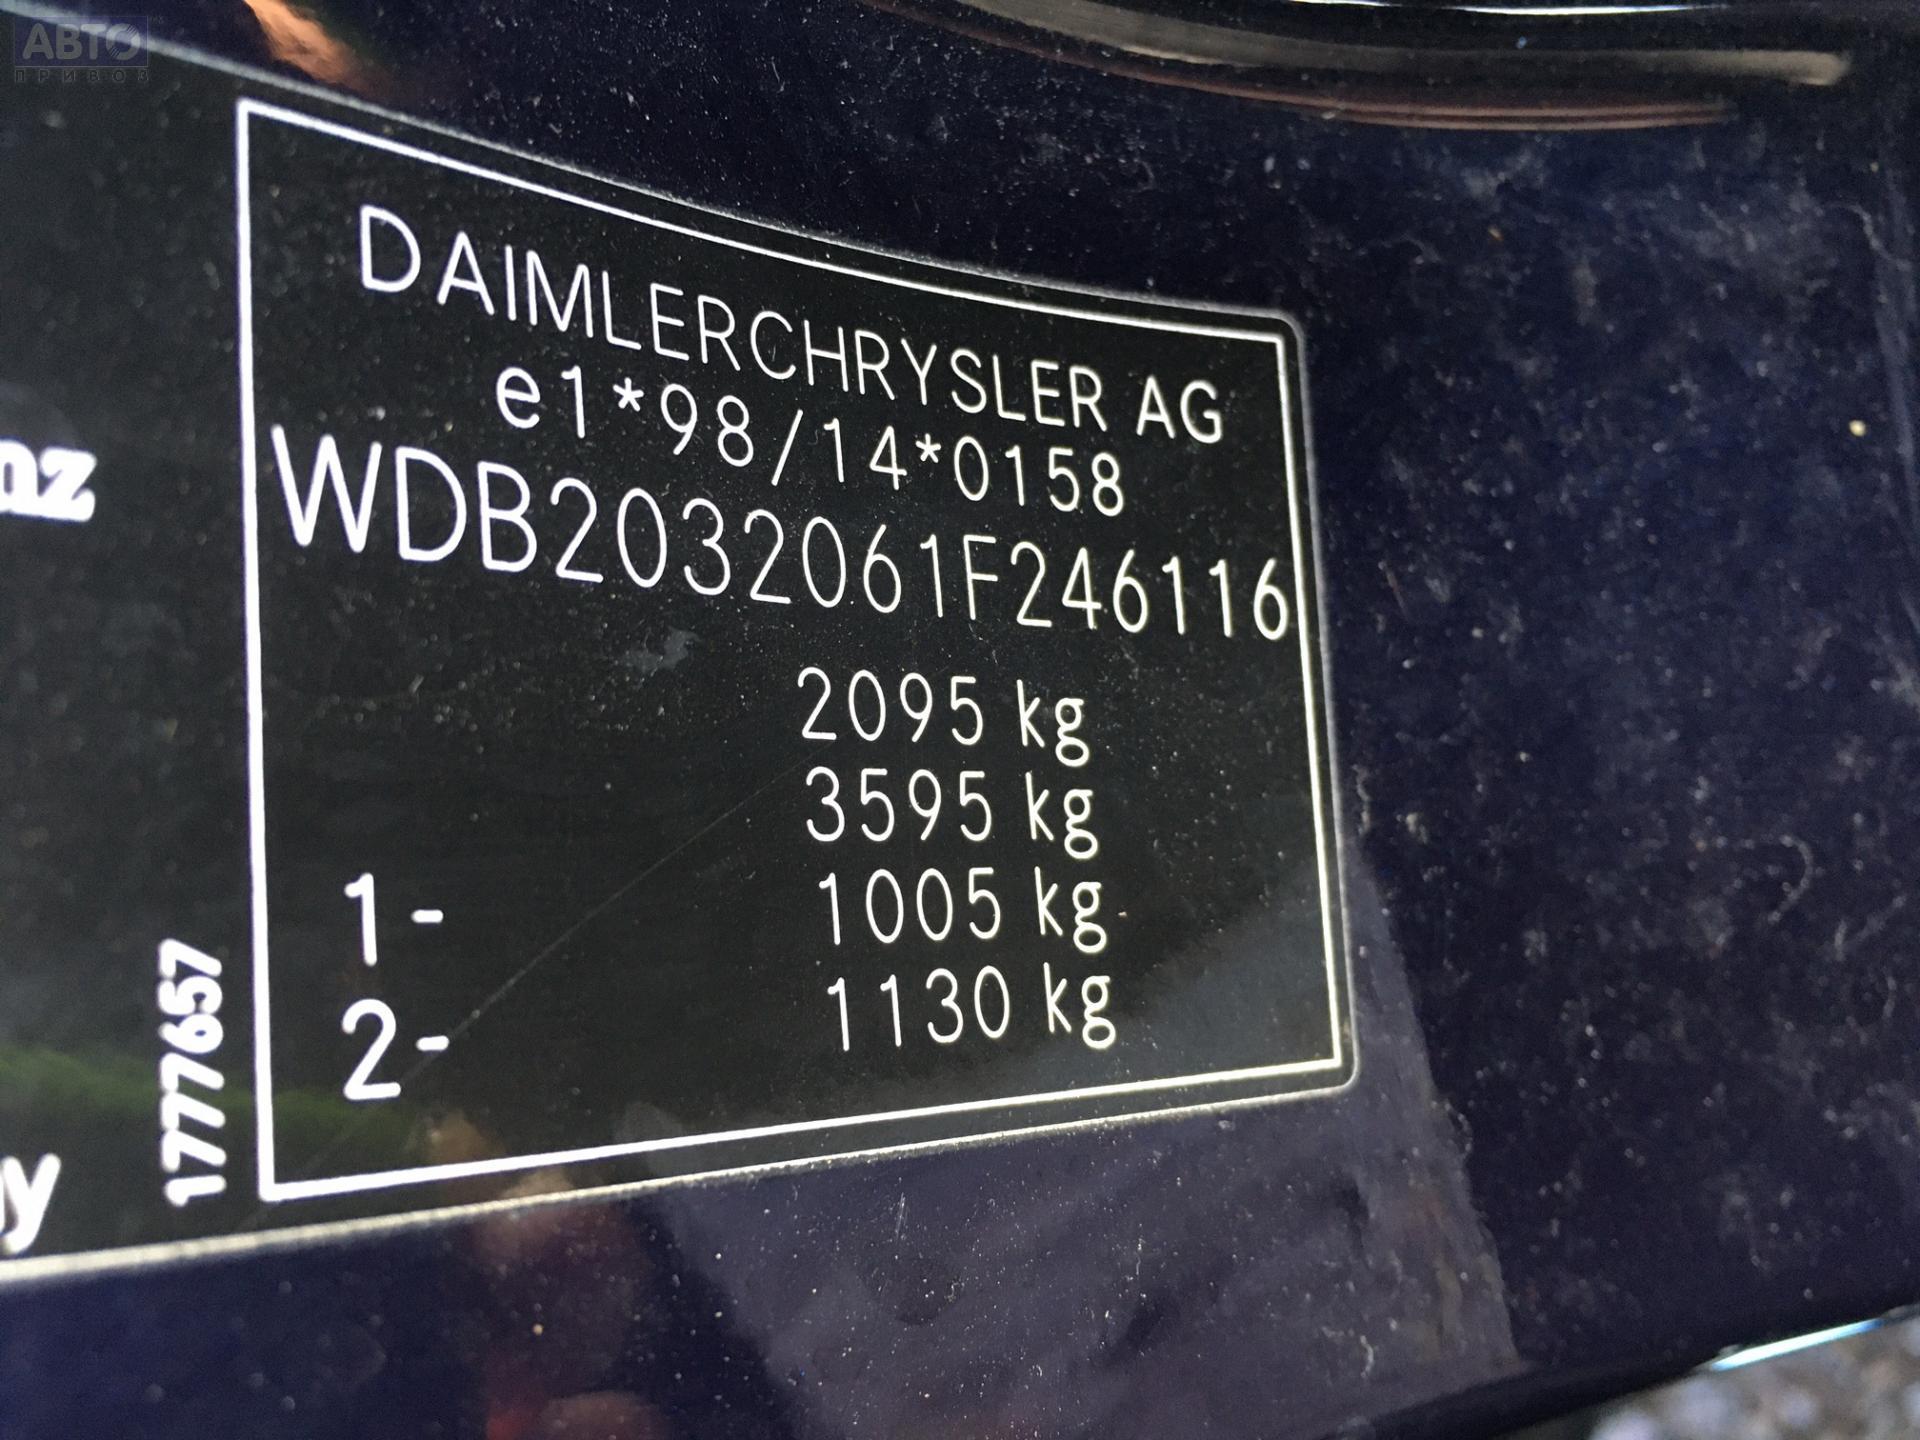 АВТО
ПРИВОЗ
DAIMLERCHRYSLER AG
e1*98/14*0158
WDB2032061F246116
2095 kg
3595 kg
1- 1005 kg
2- 1130 kg
1777657